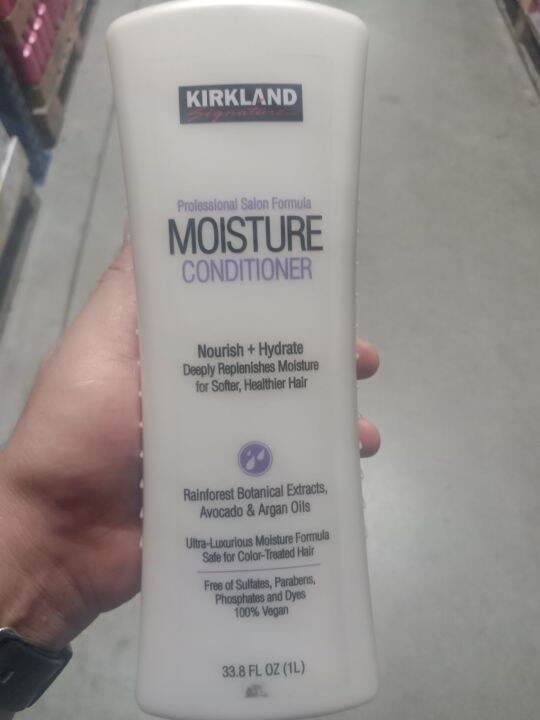 KIRKLAND
Signature
Professional Salon Formula
MOISTURE
CONDITIONER
Nourish + Hydrate
Deeply Replenishes Moisture
for Softer, Healthier Hair
Rainforest Botanical Extracts,
Avocado & Argan Oils
Ultra-Luxurious Moisture Formula
Safe for Color-Treated Hair
Free of Sulfates, Parabens,
Phosphates and Dyes
100% Vegan
33.8 FL OZ (1L)